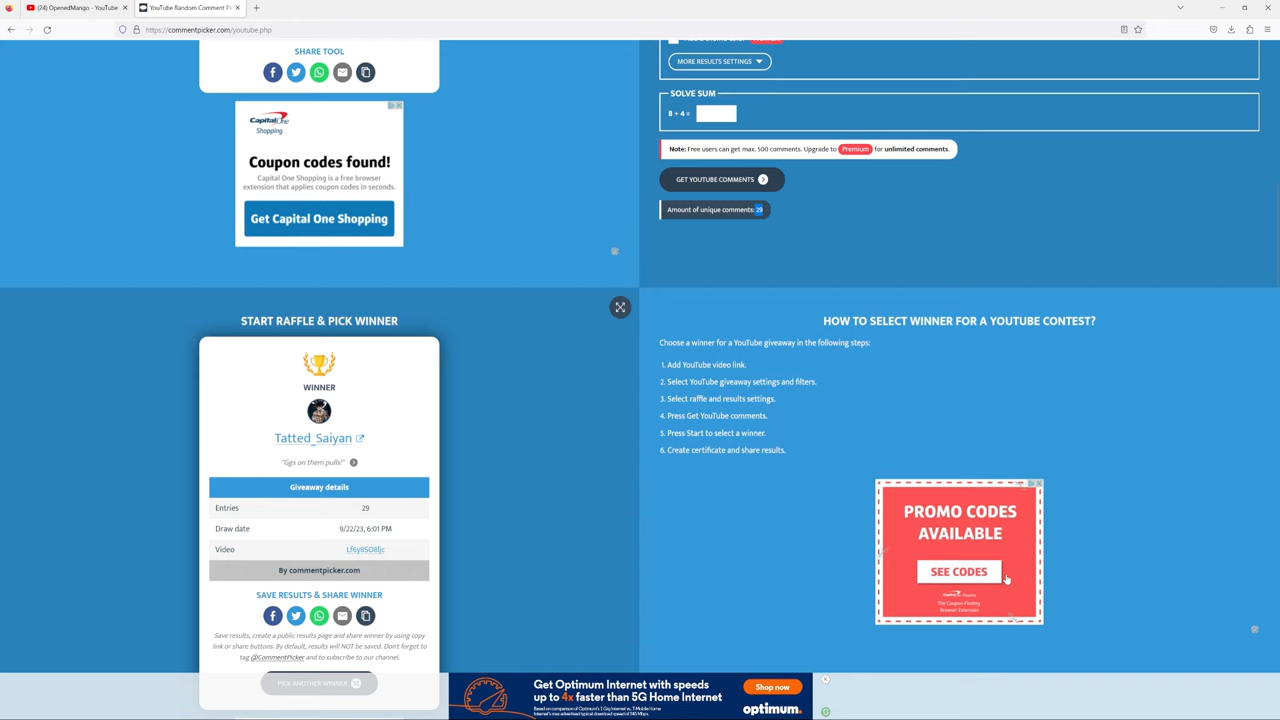 (24) OpenedMango - YouTube
YouTube Random Comment P
https://commentpicker.com/youtube.php
SHARE TOOL
Capital One
Shopping
Coupon codes found!
Capital One Shopping is a free browser
extension that applies coupon codes in seconds.
Get Capital One Shopping
MORE RESULTS SETTINGS
SOLVE SUM
8 + 4 =
Note: Free users can get max. 500 comments. Upgrade to Premium for unlimited comments.
GET YOUTUBE COMMENTS
Amount of unique comments: 29
START RAFFLE & PICK WINNER
WINNER
Tatted_Saiyan
"Ggs on them pulls!"
Giveaway details
Entries 29
Draw date 9/22/23, 6:01 PM
Video Lf6y8SO8ljc
By commentpicker.com
SAVE RESULTS & SHARE WINNER
Save results, create a public results page and share winner by using copy
link or share buttons. By default, results will NOT be saved. Don't forget to
tag @CommentPicker and to subscribe to our channel.
PICK ANOTHER WINNER
HOW TO SELECT WINNER FOR A YOUTUBE CONTEST?
Choose a winner for a YouTube giveaway in the following steps:
1. Add YouTube video link.
2. Select YouTube giveaway settings and filters.
3. Select raffle and results settings.
4. Press Get YouTube comments.
5. Press Start to select a winner.
6. Create certificate and share results.
PROMO CODES
AVAILABLE
SEE CODES
The Coupon-Finding
Browser Extension
Get Optimum Internet with speeds
up to 4x faster than 5G Home Internet
Shop now
optimum.